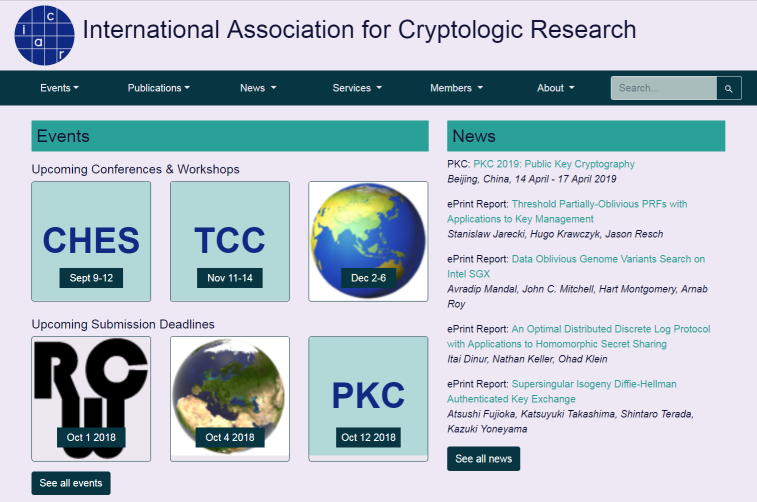 c
i
a
r
International Association for Cryptologic Research
Events
Publications
News
Services
Members
About
Search...
Events
Upcoming Conferences & Workshops
CHES
Sept 9-12
TCC
Nov 11-14
Dec 2-6
Upcoming Submission Deadlines
RCW
Oct 1 2018
Oct 4 2018
PKC
Oct 12 2018
See all events
News
PKC: PKC 2019: Public Key Cryptography
Beijing, China, 14 April - 17 April 2019
ePrint Report: Threshold Partially-Oblivious PRFs with
Applications to Key Management
Stanislaw Jarecki, Hugo Krawczyk, Jason Resch
ePrint Report: Data Oblivious Genome Variants Search on
Intel SGX
Avradip Mandal, John C. Mitchell, Hart Montgomery, Arnab
Roy
ePrint Report: An Optimal Distributed Discrete Log Protocol
with Applications to Homomorphic Secret Sharing
Itai Dinur, Nathan Keller, Ohad Klein
ePrint Report: Supersingular Isogeny Diffie-Hellman
Authenticated Key Exchange
Atsushi Fujioka, Katsuyuki Takashima, Shintaro Terada,
Kazuki Yoneyama
See all news